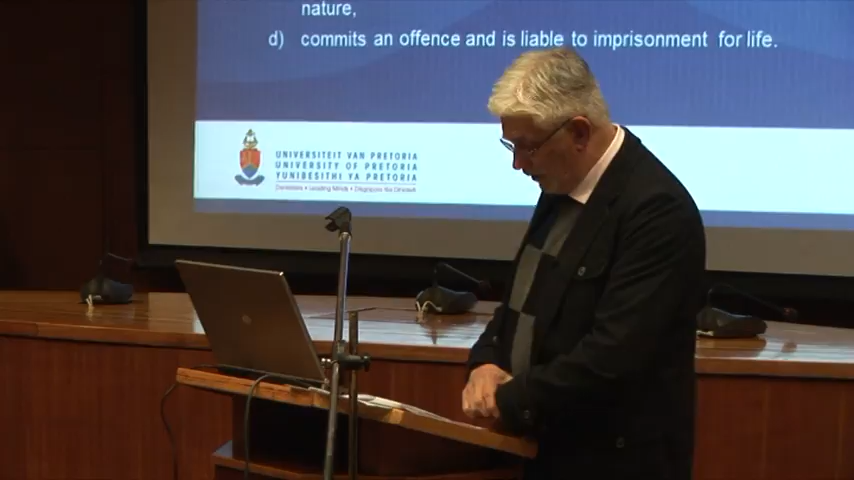 nature,
d) commits an offence and is liable to imprisonment for life.
UNIVERSITEIT VAN PRETORIA
UNIVERSITY OF PRETORIA
YUNIBESITHI YA PRETORIA